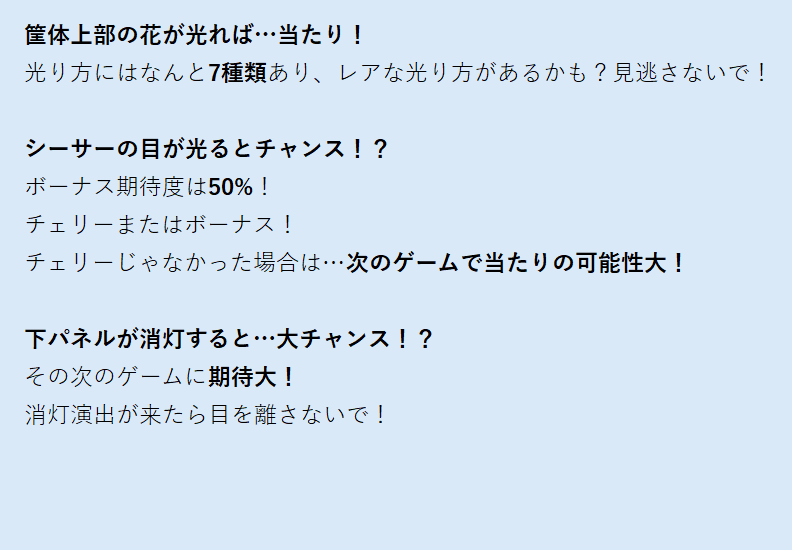 筐体上部の花が光れば…当たり！
光り方にはなんと7種類あり、レアな光り方があるかも？見逃さないで！
シーサーの目が光るとチャンス！？
ボーナス期待度は50%！
チェリーまたはボーナス！
チェリーじゃなかった場合は…次のゲームで当たりの可能性大！
下パネルが消灯すると…大チャンス！？
その次のゲームに期待大！
消灯演出が来たら目を離さないで！